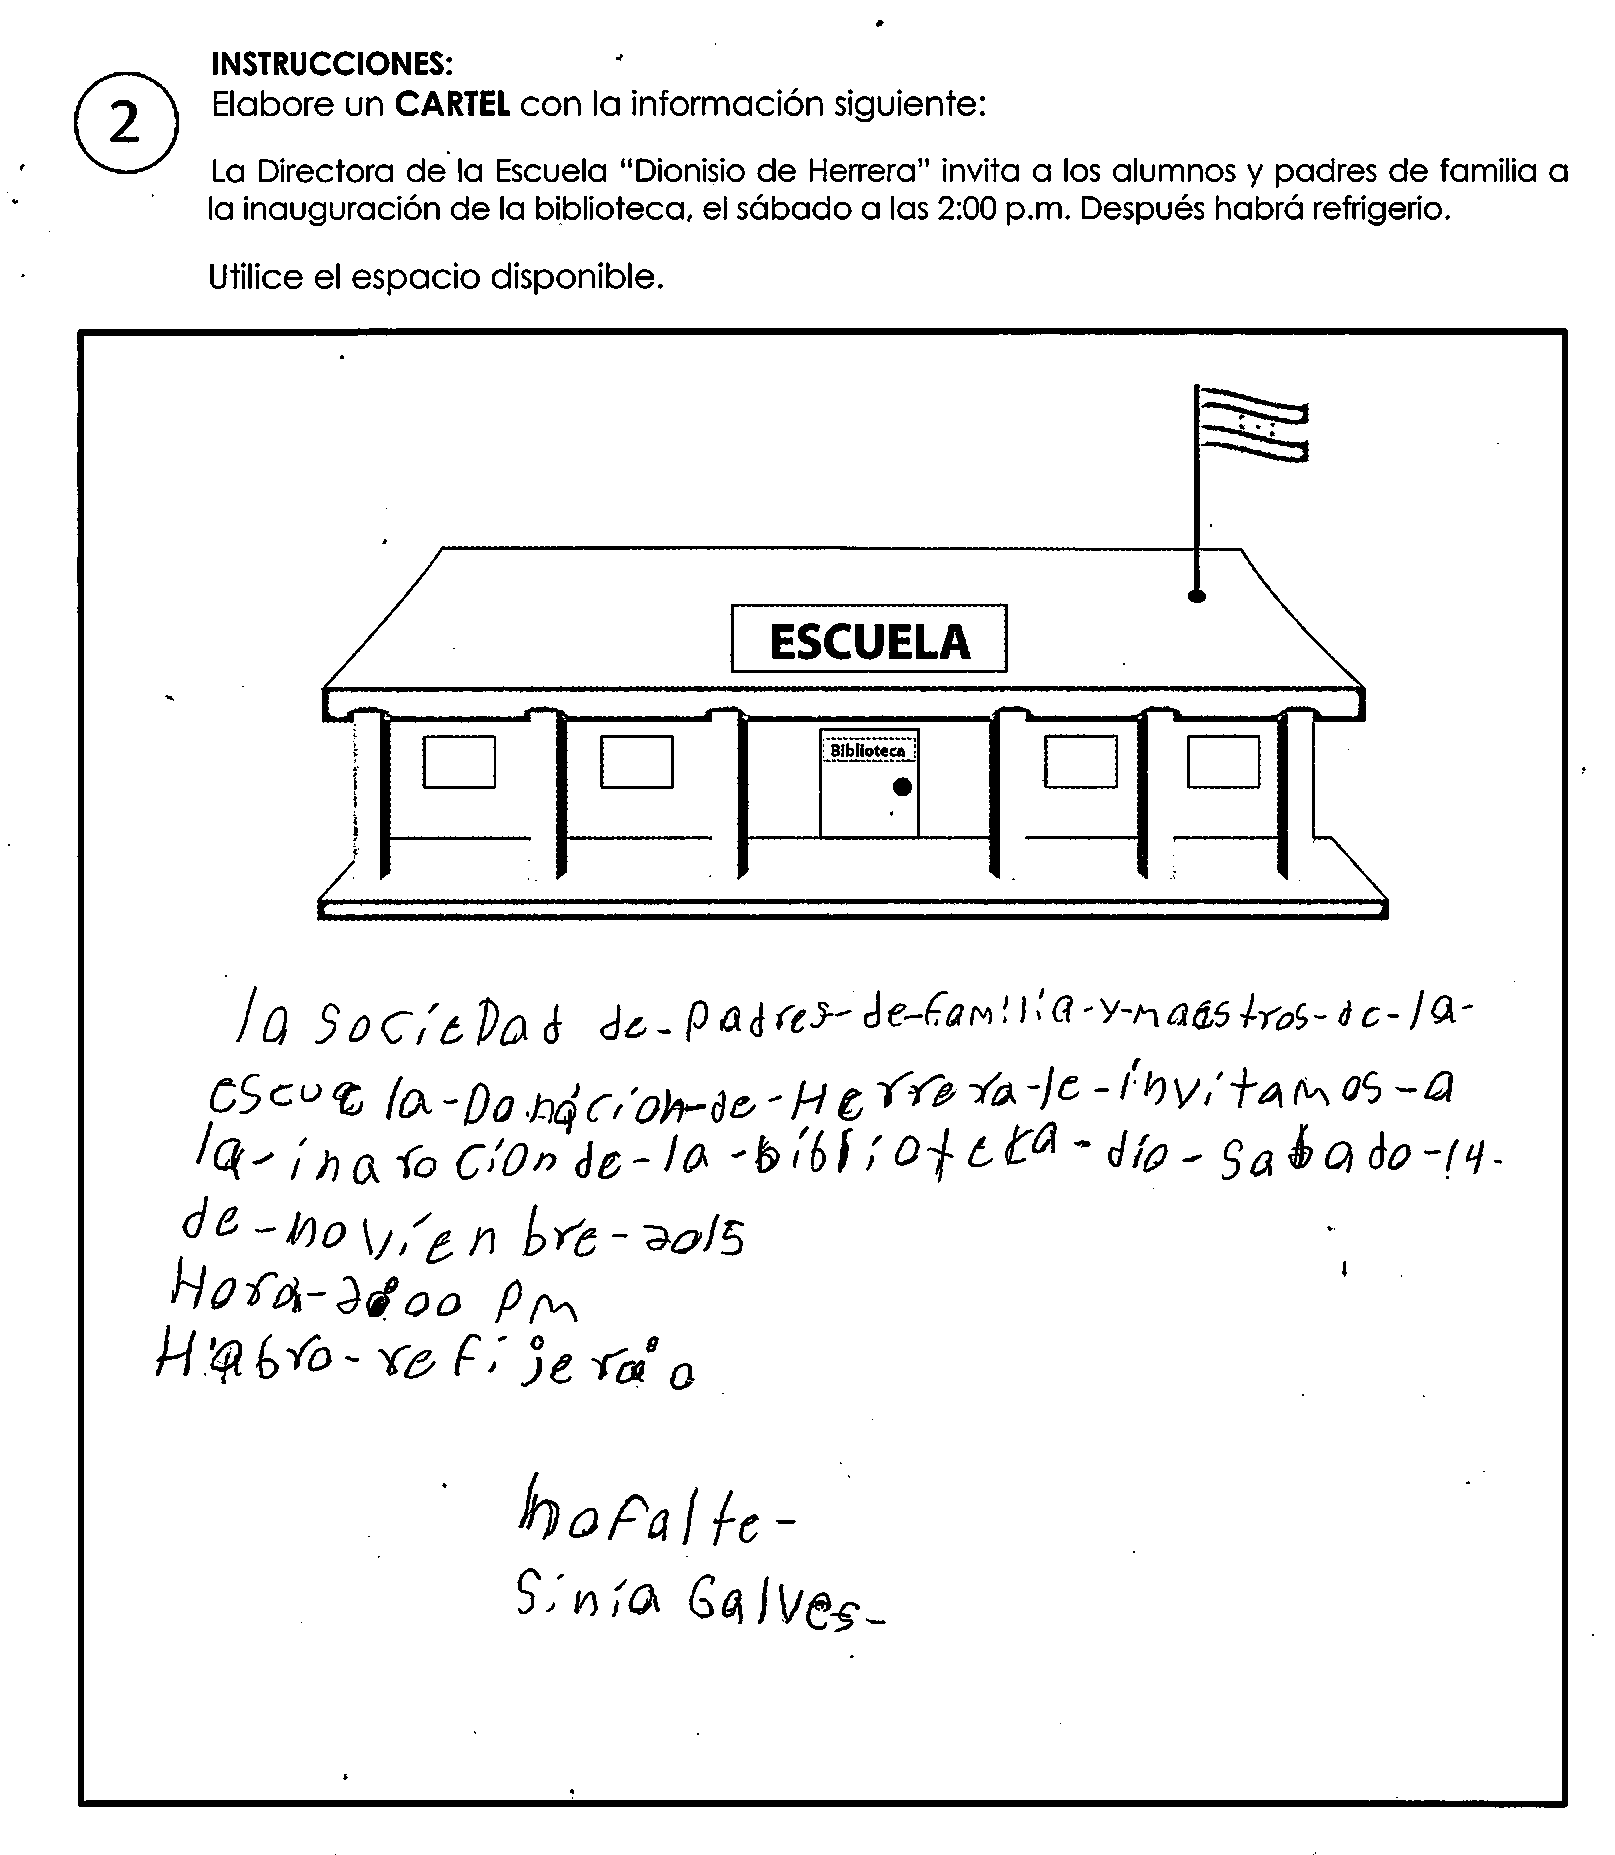 INSTRUCCIONES:
2
Elabore un CARTEL con la información siguiente:
La Directora de la Escuela "Dionisio de Herrera" invita a los alumnos y padres de familia a
la inauguración de la biblioteca, el sábado a las 2:00 p.m. Después habrá refrigerio.
Utilice el espacio disponible.
ESCUELA
Biblioteca
la socieDad de-padres-de-familia-y-maestros-de-la-
escuela-Donacion-de-Herrera-le-invitamos-a
la-inarocion de-la-biblioteca-dio-sabado-14-
de-novienbre-2015
Hora-2:00 PM
Habro-refijerio
nofalte-
Sinia Galves-